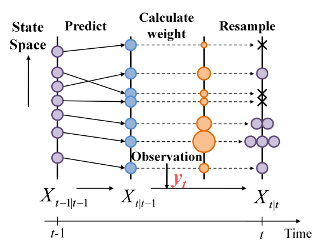 State
Space
Predict
Calculate
weight
Resample
Observation
y_t
X_{t-1|t-1}
X_{t|t-1}
X_{t|t}
t-1
t
Time